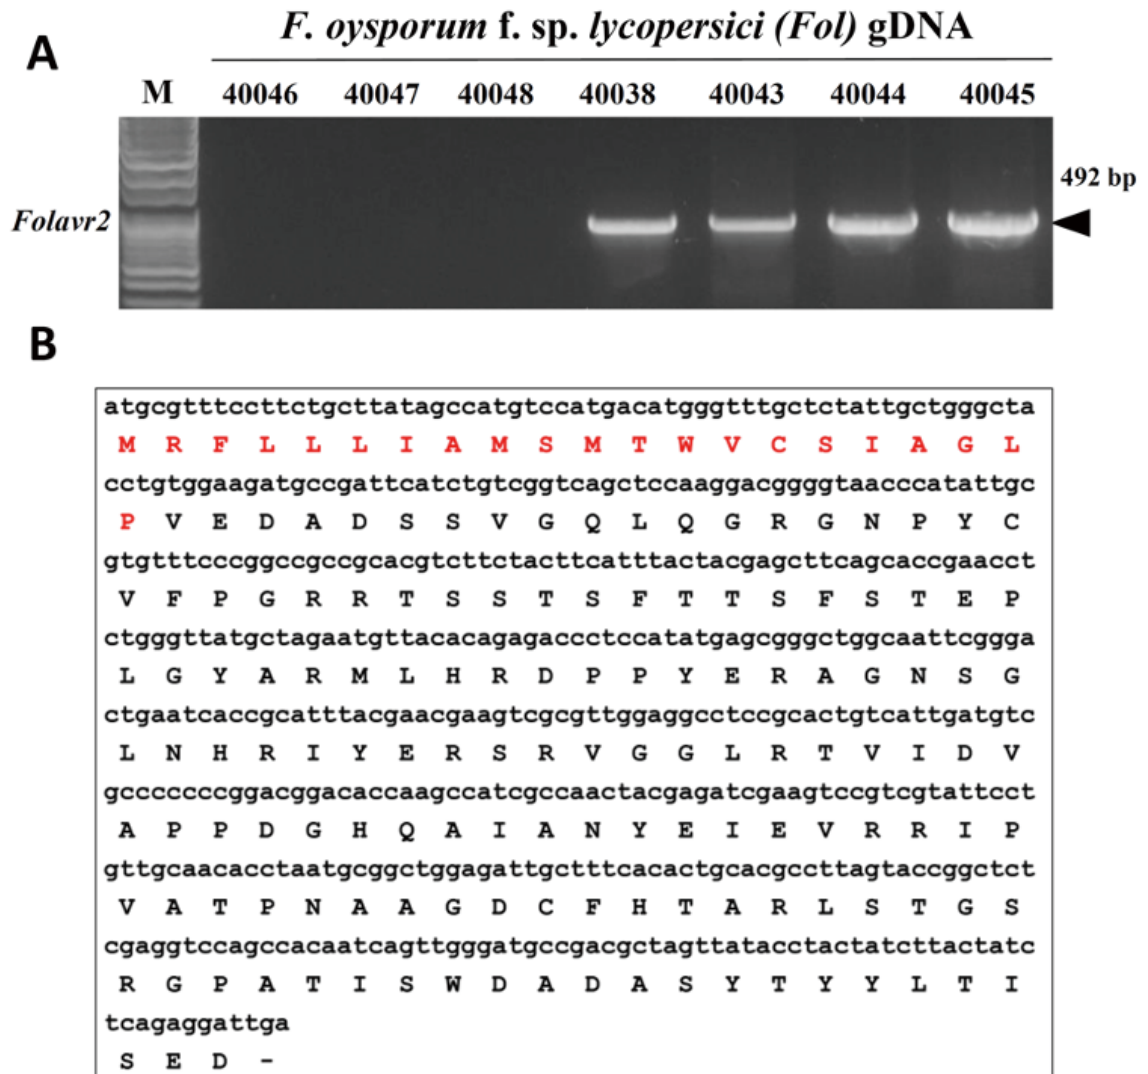 A
F. oysporum f. sp. lycopersici (Fol) gDNA
M 40046 40047 40048 40038 40043 40044 40045
492 bp
Folavr2
B
atgcgtttccttctgcttatagccatgtccatgacatgggtttgctctattgctgggcta
M R F L L L I A M S M T W V C S I A G L
cctgtggaagatgccgattcatctgtcggtcagctccaaggacggggtaacccatattgc
P V E D A D S S V G Q L Q G R G N P Y C
gtgtttcccggccgccgcacgtcttctacttcatttactacgagcttcagcaccgaacct
V F P G R R T S S T S F T T S F S T E P
ctgggttatgctagaatgttacacagagaccctccatatgagcgggctggcaattcggga
L G Y A R M L H R D P P Y E R A G N S G
ctgaatcaccgcatttacgaacgaagtcgcgttggaggcctccgcactgtcattgatgtc
L N H R I Y E R S R V G G L R T V I D V
gcccccccggacggacaccaagccatcgccaactacgagatcgaagtccgtcgtattcct
A P P D G H Q A I A N Y E I E V R R I P
gttgcaacacctaatgcggctggagattgctttcacactgcacgccttagtaccggctct
V A T P N A A G D C F H T A R L S T G S
cgaggtccagccacaatcagttgggatgccgacgctagttatacctactatcttactatc
R G P A T I S W D A D A S Y T Y Y L T I
tcagaggattga
S E D -